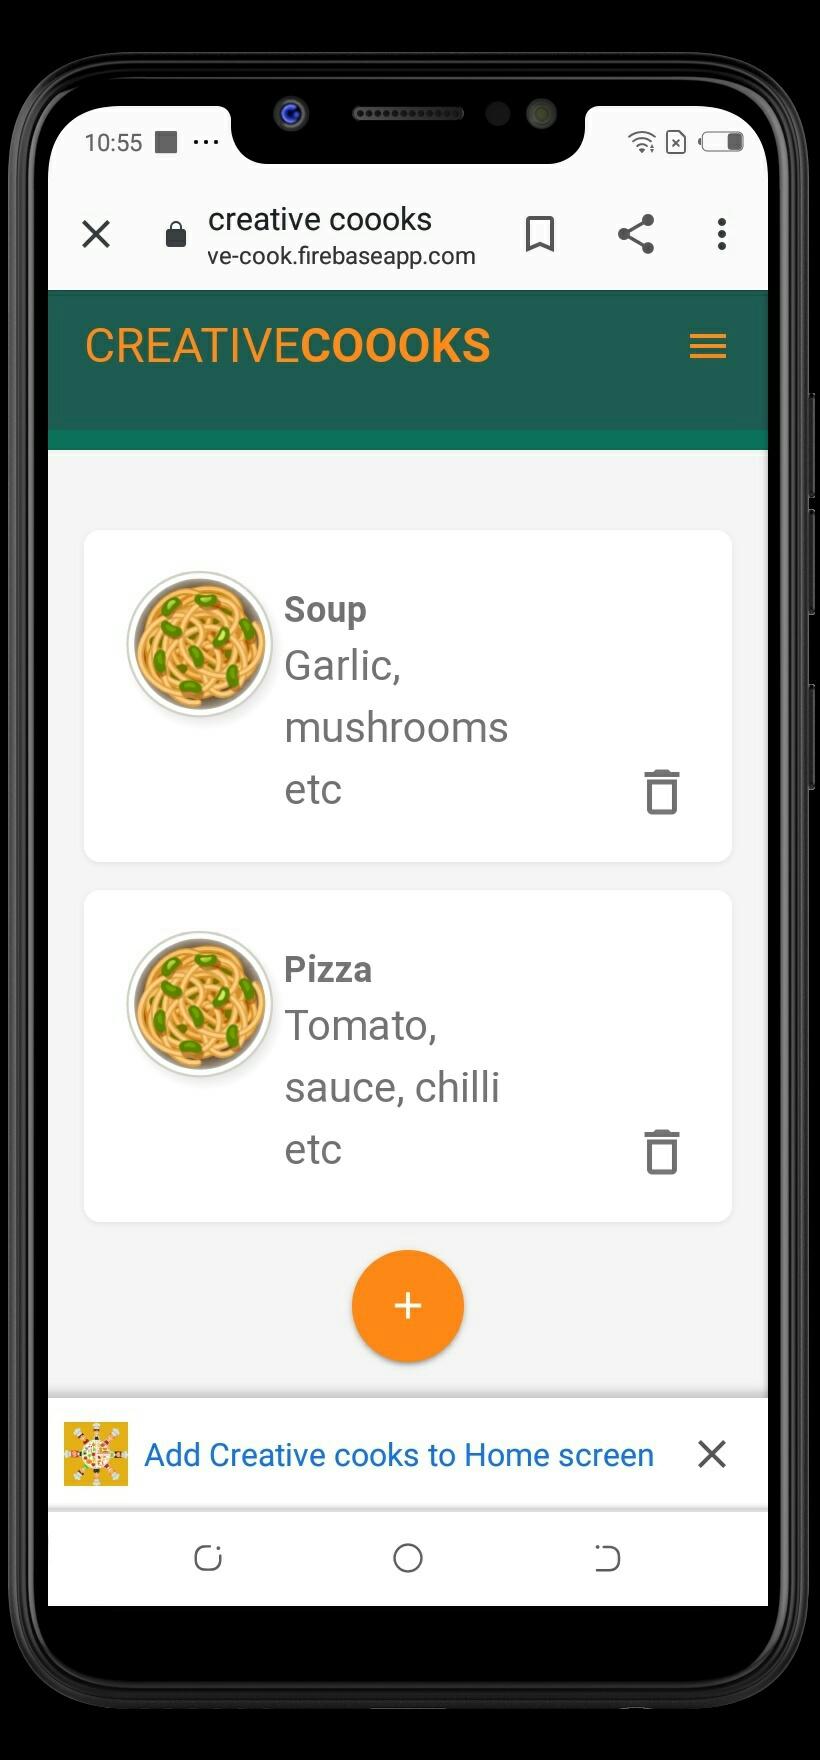 10:55
creative coooks
ve-cook.firebaseapp.com
CREATIVECOOOKS
Soup
Garlic,
mushrooms
etc
Pizza
Tomato,
sauce, chilli
etc
+
Add Creative cooks to Home screen